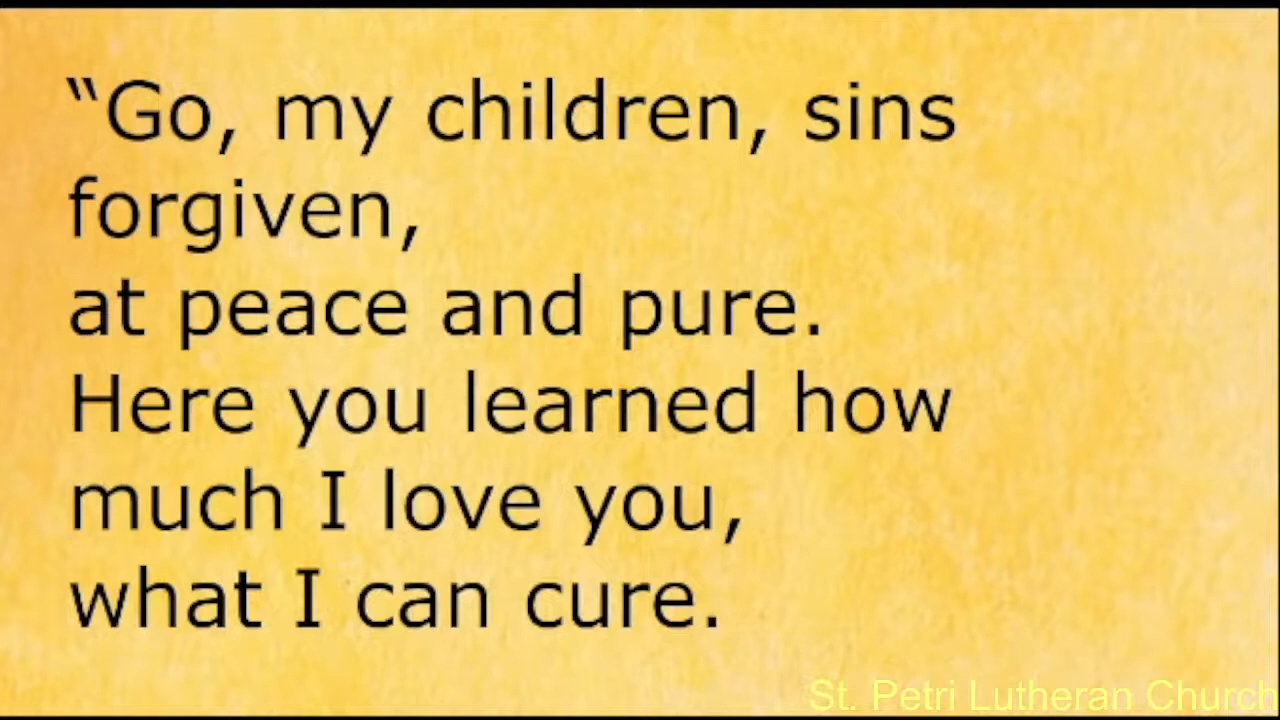 “Go, my children, sins
forgiven,
at peace and pure.
Here you learned how
much I love you,
what I can cure.
St. Petri Lutheran Church